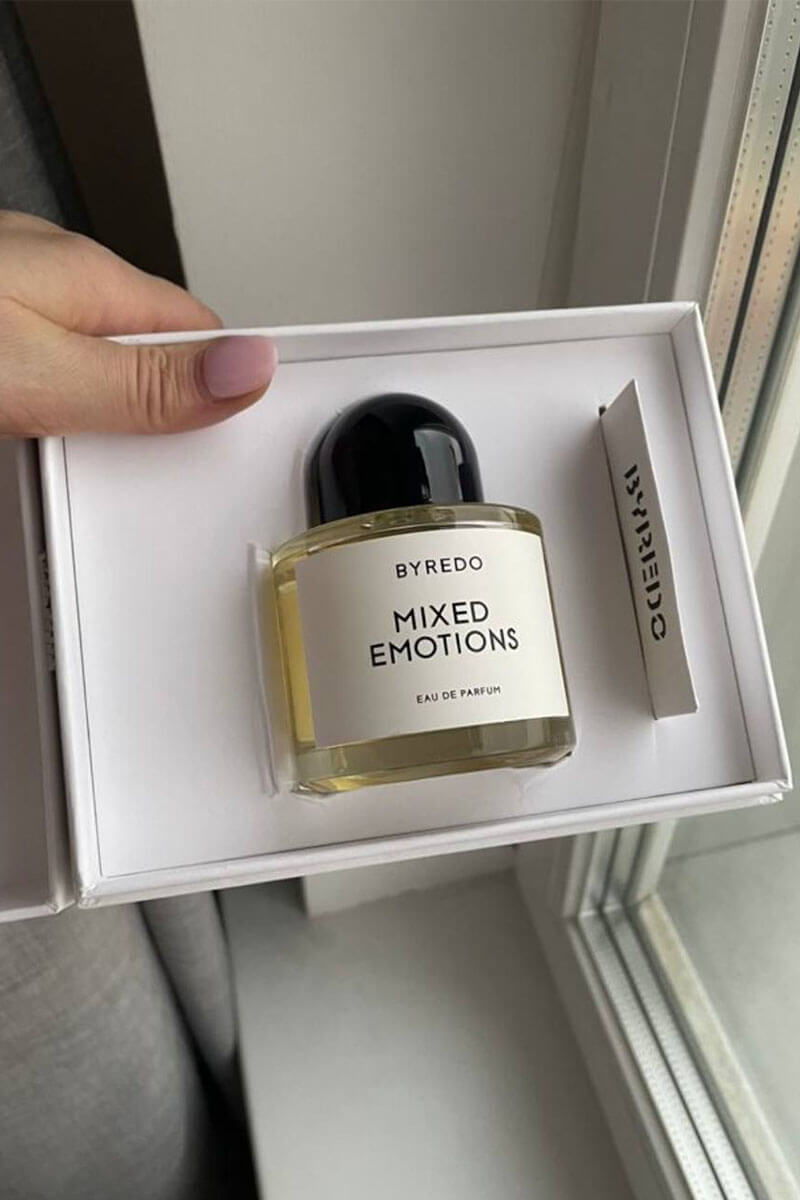 BYREDO
MIXED
EMOTIONS
EAU DE PARFUM
BYREDO